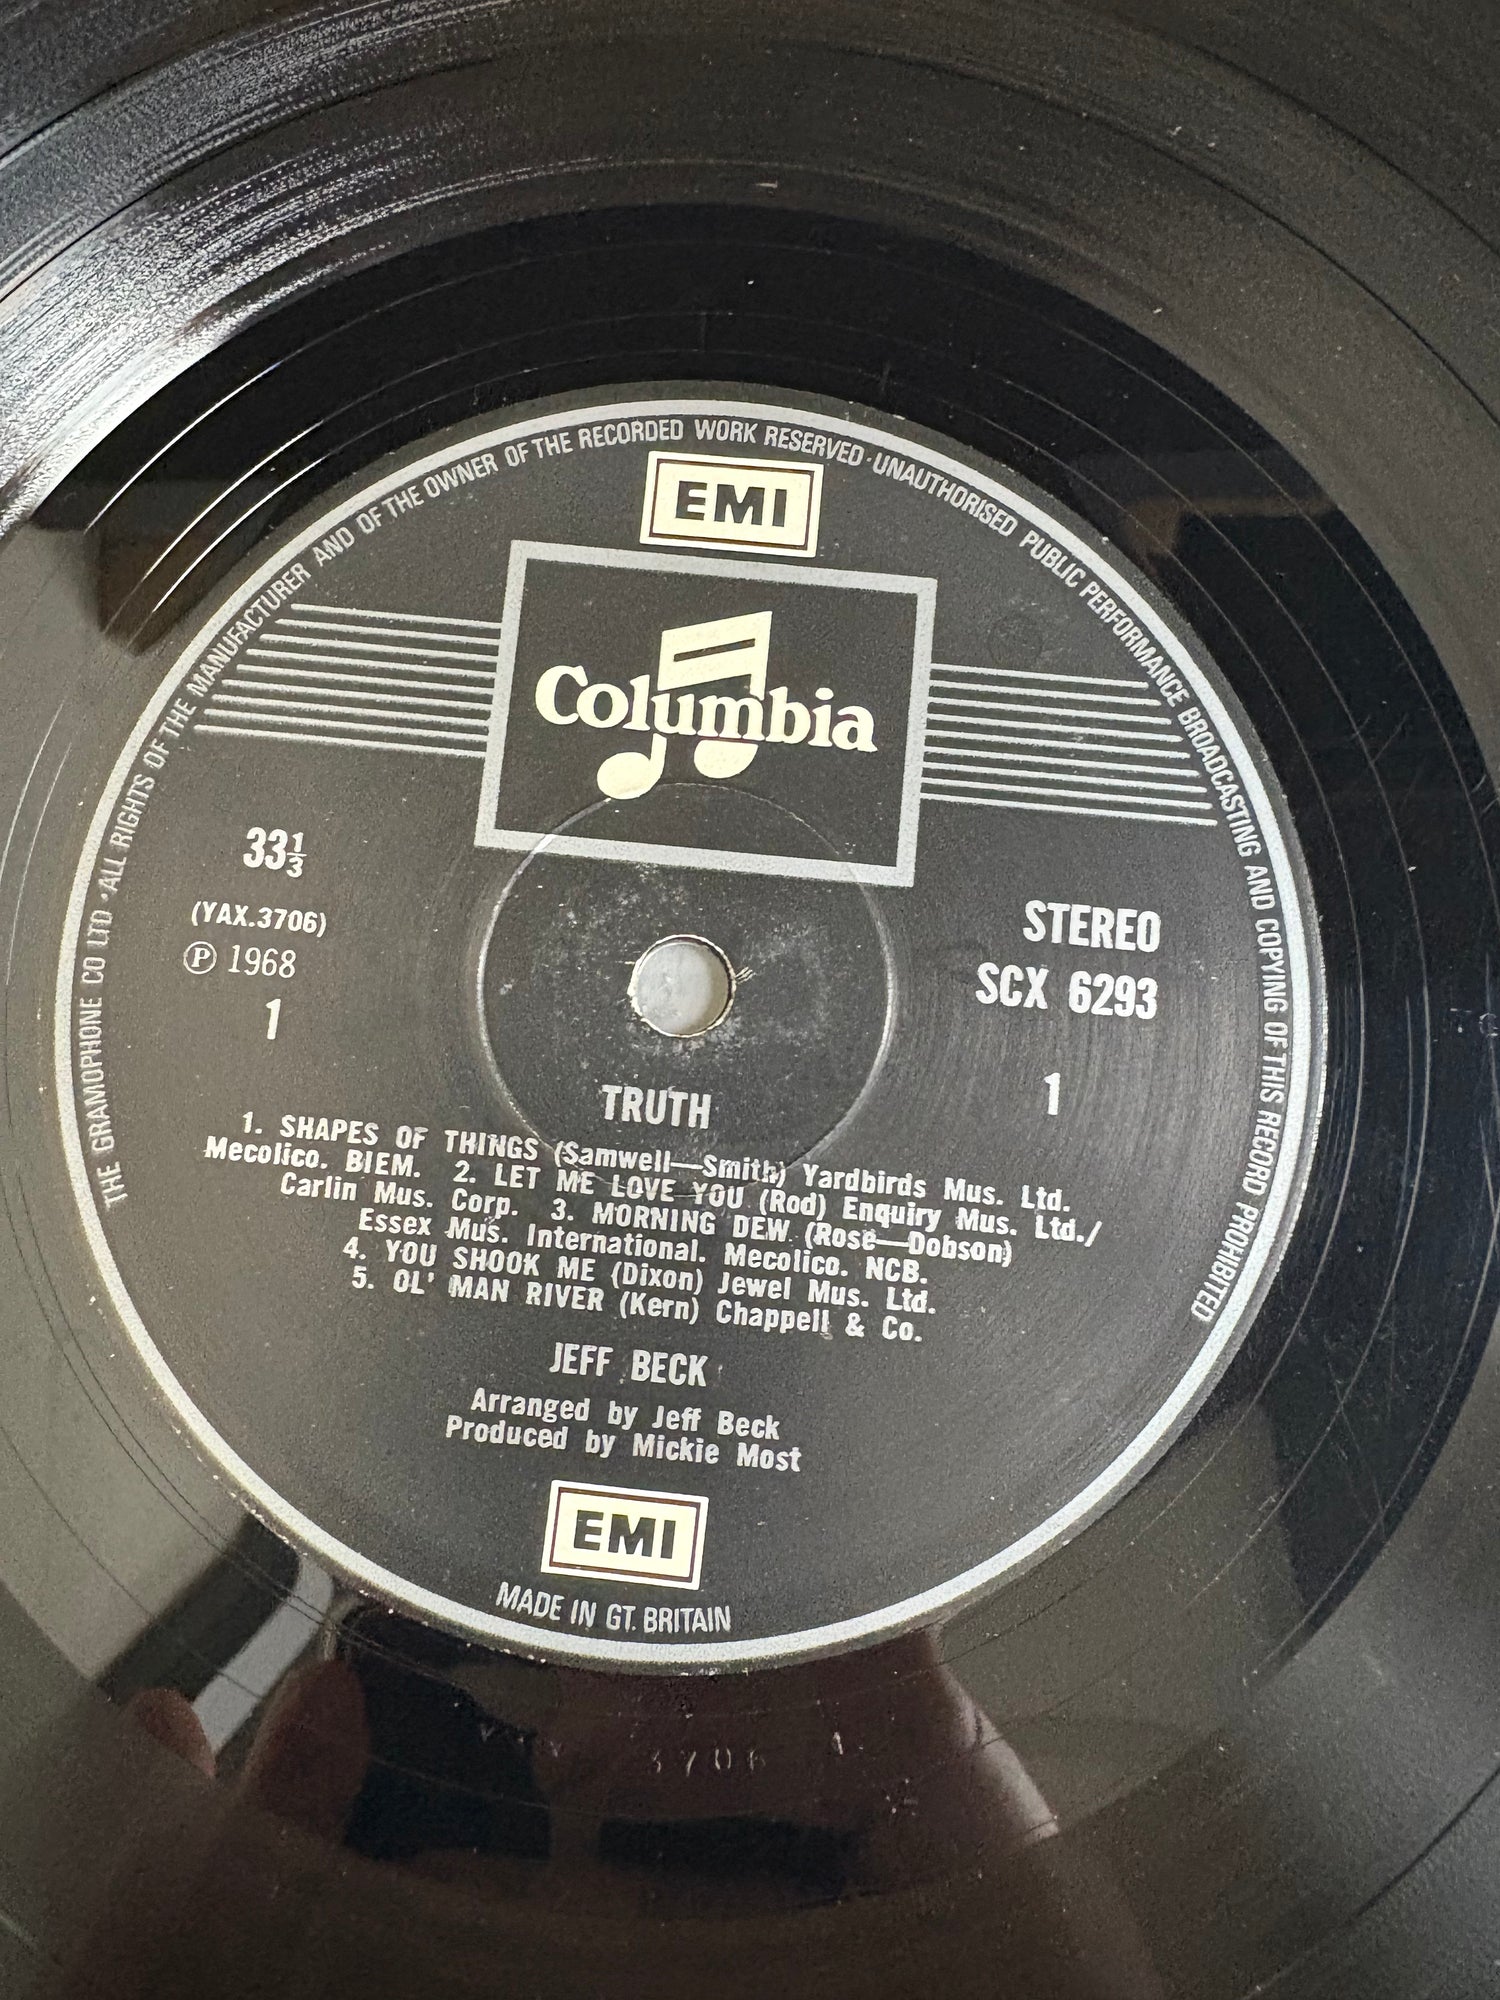 THE GRAMOPHONE CO LTD · ALL RIGHTS OF THE MANUFACTURER AND OF THE OWNER OF THE RECORDED WORK RESERVED · UNAUTHORISED PUBLIC PERFORMANCE BROADCASTING AND COPYING OF THIS RECORD PROHIBITED
EMI
Columbia
33⅓
(YAX.3706)
℗ 1968
1
STEREO
SCX 6293
1
TRUTH
1. SHAPES OF THINGS (Samwell—Smith) Yardbirds Mus. Ltd.
Mecolico. BIEM. 2. LET ME LOVE YOU (Rod) Enquiry Mus. Ltd./
Carlin Mus. Corp. 3. MORNING DEW (Rose—Dobson)
Essex Mus. International. Mecolico. NCB.
4. YOU SHOOK ME (Dixon) Jewel Mus. Ltd.
5. OL' MAN RIVER (Kern) Chappell & Co.
JEFF BECK
Arranged by Jeff Beck
Produced by Mickie Most
EMI
MADE IN GT. BRITAIN
3706